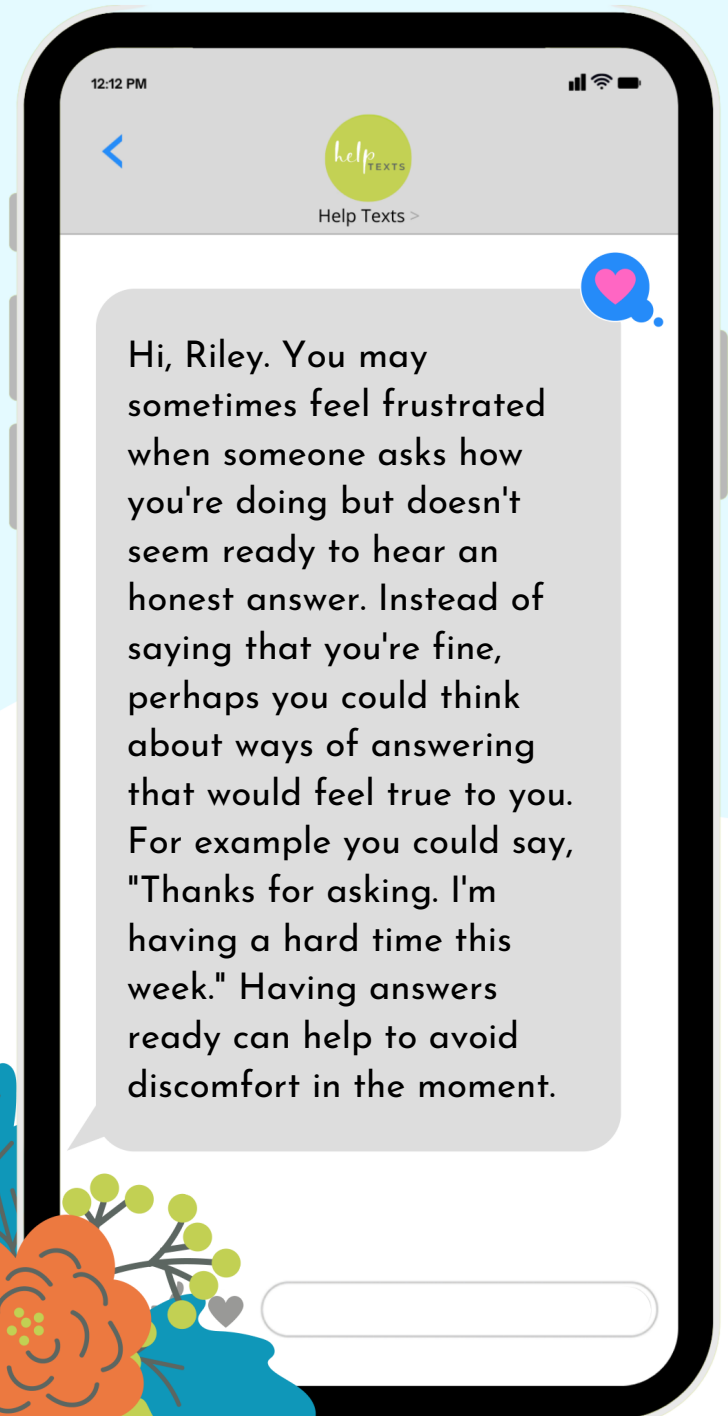 12:12 PM
help
TEXTS
Help Texts >
Hi, Riley. You may
sometimes feel frustrated
when someone asks how
you're doing but doesn't
seem ready to hear an
honest answer. Instead of
saying that you're fine,
perhaps you could think
about ways of answering
that would feel true to you.
For example you could say,
"Thanks for asking. I'm
having a hard time this
week." Having answers
ready can help to avoid
discomfort in the moment.